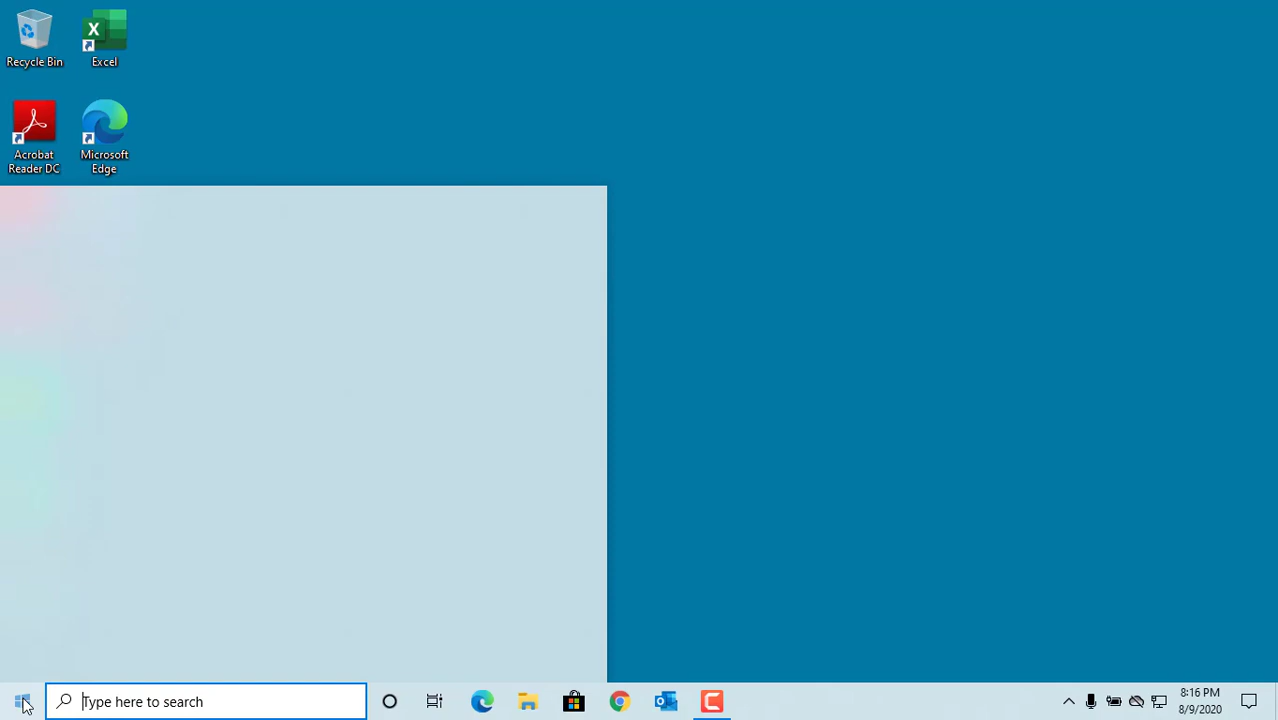 Recycle Bin
Excel
Acrobat
Reader DC
Microsoft
Edge
Type here to search
8:16 PM
8/9/2020